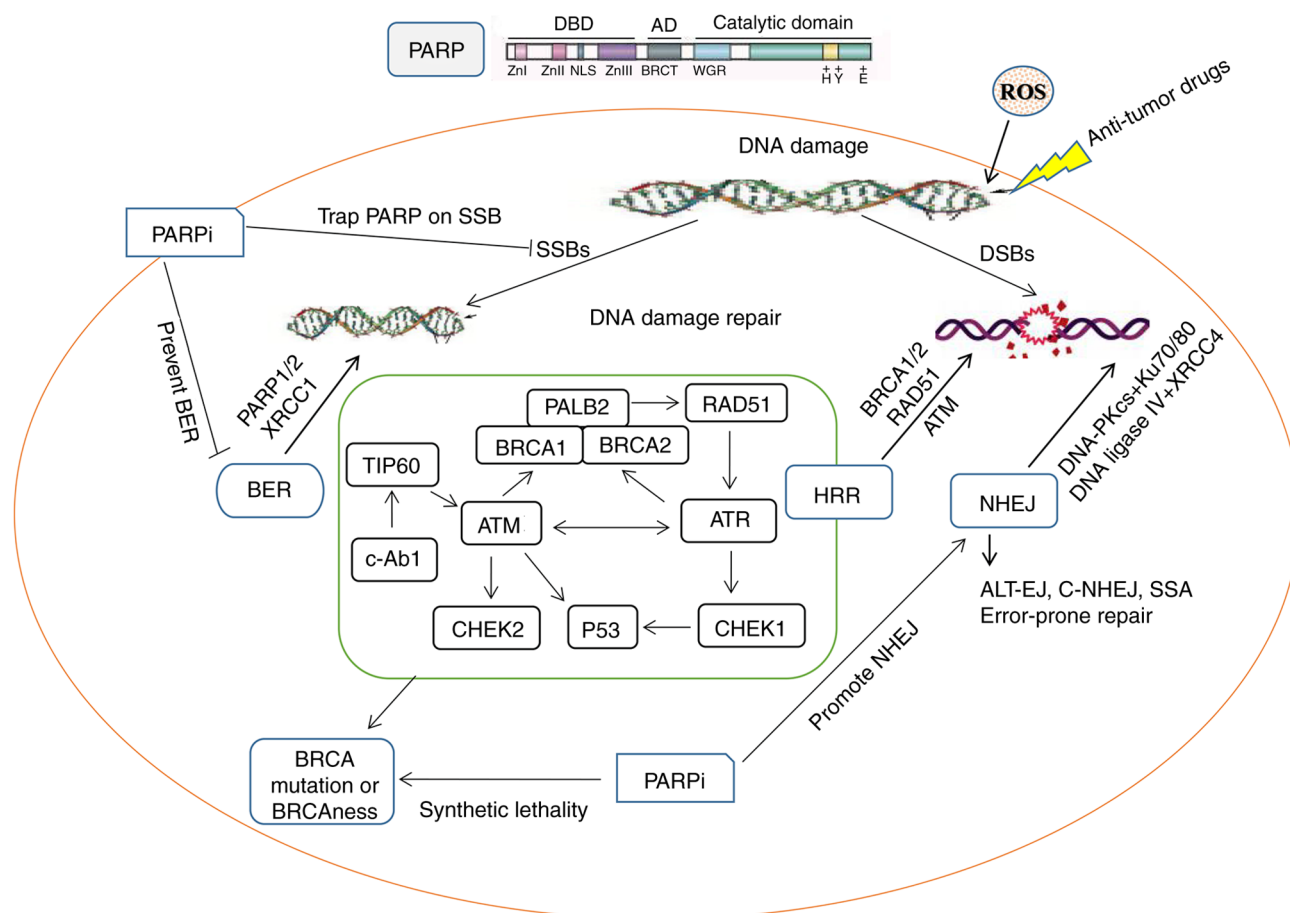 PARP
DBD
AD
Catalytic domain
ZnI
ZnII
NLS
ZnIII
BRCT
WGR
+
H
+
Y
+
E
ROS
Anti-tumor drugs
DNA damage
PARPi
Trap PARP on SSB
SSBs
DSBs
DNA damage repair
Prevent BER
PARP1/2
XRCC1
BER
BRCA1/2
RAD51
ATM
DNA-PKcs+Ku70/80
DNA ligase IV+XRCC4
PALB2
RAD51
BRCA1
BRCA2
TIP60
ATM
ATR
c-Ab1
CHEK2
P53
CHEK1
HRR
NHEJ
ALT-EJ, C-NHEJ, SSA
Error-prone repair
Promote NHEJ
BRCA
mutation or
BRCAness
Synthetic lethality
PARPi